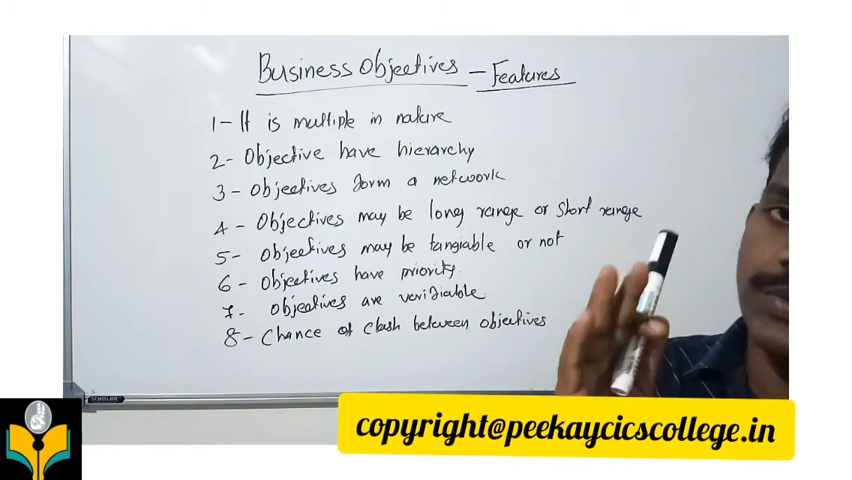 Business Objectives - Features
1- It is multiple in nature
2- Objective have hierarchy
3- Objectives form a network
4- Objectives may be long range or short range
5- Objectives may be tangiable or not
6- Objectives have priority
7- Objectives are verifiable
8- Chance of clash between objectives
SCHOLAR
copyright@peekaycicscollege.in